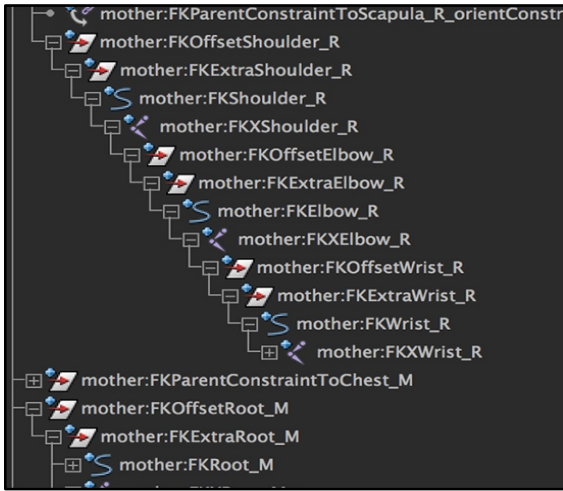 mother:FKParentConstraintToScapula_R_orientConstr
mother:FKOffsetShoulder_R
mother:FKExtraShoulder_R
mother:FKShoulder_R
mother:FKXShoulder_R
mother:FKOffsetElbow_R
mother:FKExtraElbow_R
mother:FKElbow_R
mother:FKXElbow_R
mother:FKOffsetWrist_R
mother:FKExtraWrist_R
mother:FKWrist_R
mother:FKXWrist_R
mother:FKParentConstraintToChest_M
mother:FKOffsetRoot_M
mother:FKExtraRoot_M
mother:FKRoot_M